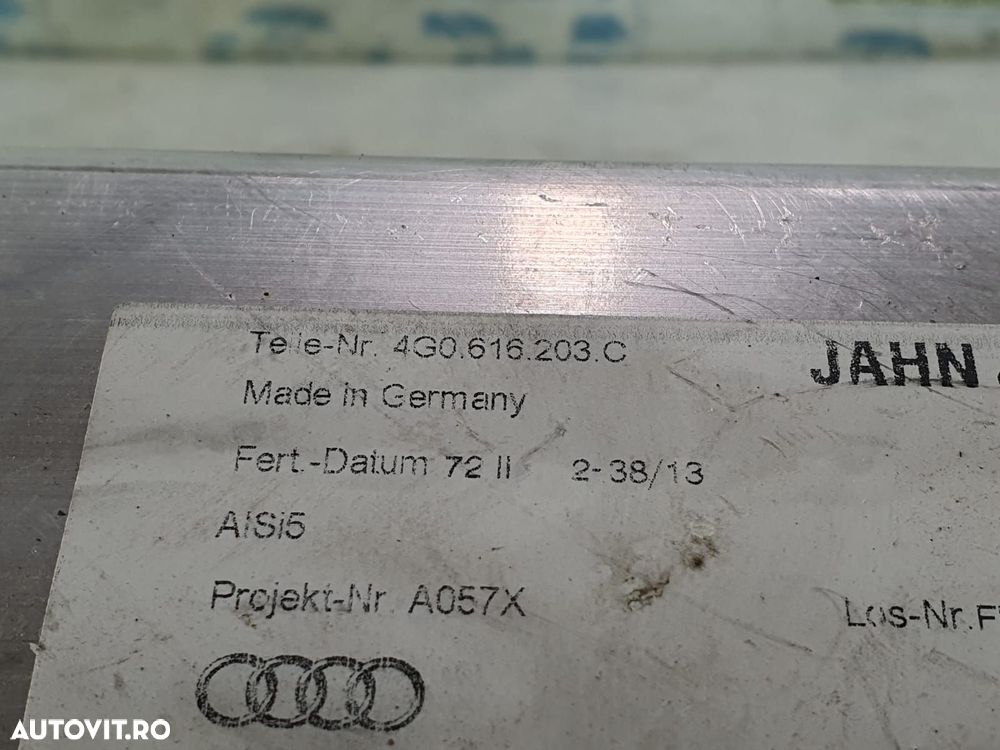 Teile-Nr. 4G0.616.203.C
JAHN
Made in Germany
Fert.-Datum 72 II 2-38/13
AlSi5
Projekt-Nr. A057X
Los-Nr.F
AUTOVIT.RO